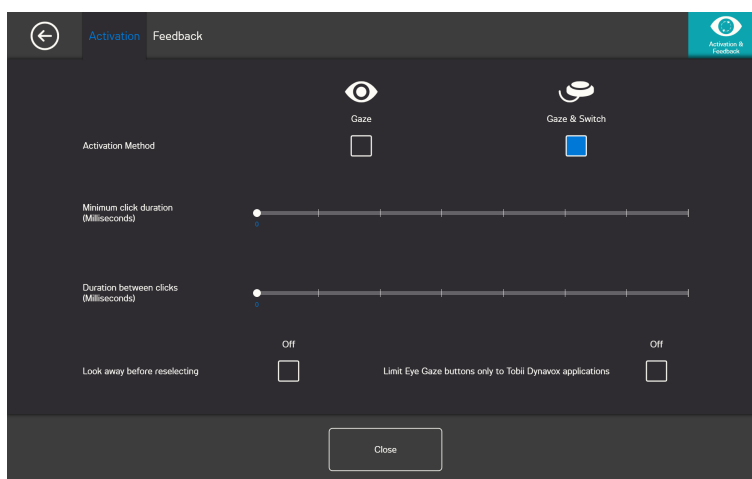 Activation Feedback
Activation &
Feedback
Gaze Gaze & Switch
Activation Method
Minimum click duration
(Milliseconds)
0
Duration between clicks
(Milliseconds)
0
Off Off
Look away before reselecting Limit Eye Gaze buttons only to Tobii Dynavox applications
Close